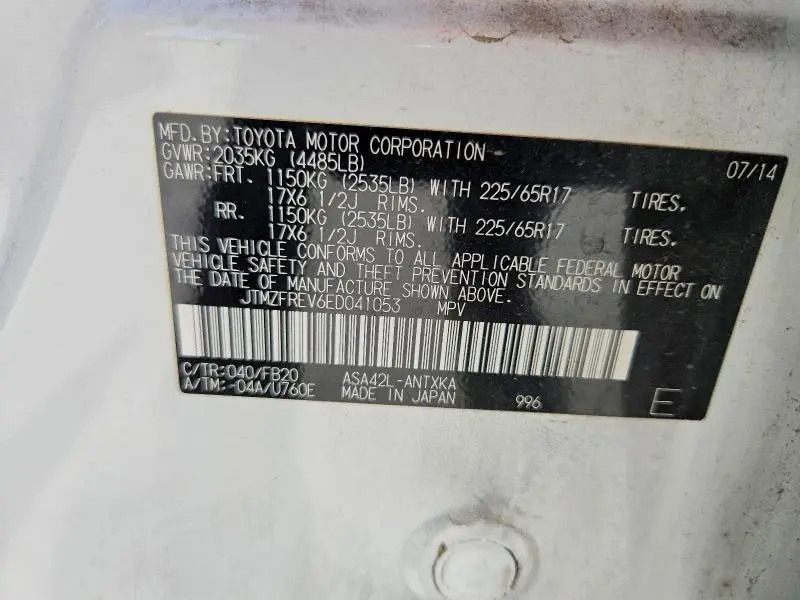 MFD.BY:TOYOTA MOTOR CORPORATION 07/14
GVWR:2035KG (4485LB)
GAWR:FRT. 1150KG (2535LB) WITH 225/65R17 TIRES,
17X6 1/2J RIMS.
RR. 1150KG (2535LB) WITH 225/65R17 TIRES,
17X6 1/2J RIMS.
THIS VEHICLE CONFORMS TO ALL APPLICABLE FEDERAL MOTOR
VEHICLE SAFETY AND THEFT PREVENTION STANDARDS IN EFFECT ON
THE DATE OF MANUFACTURE SHOWN ABOVE.
JTMZFREV6ED041053 MPV
C/TR:040/FB20 ASA42L-ANTXKA
A/TM:-04A/U760E MADE IN JAPAN 996 E